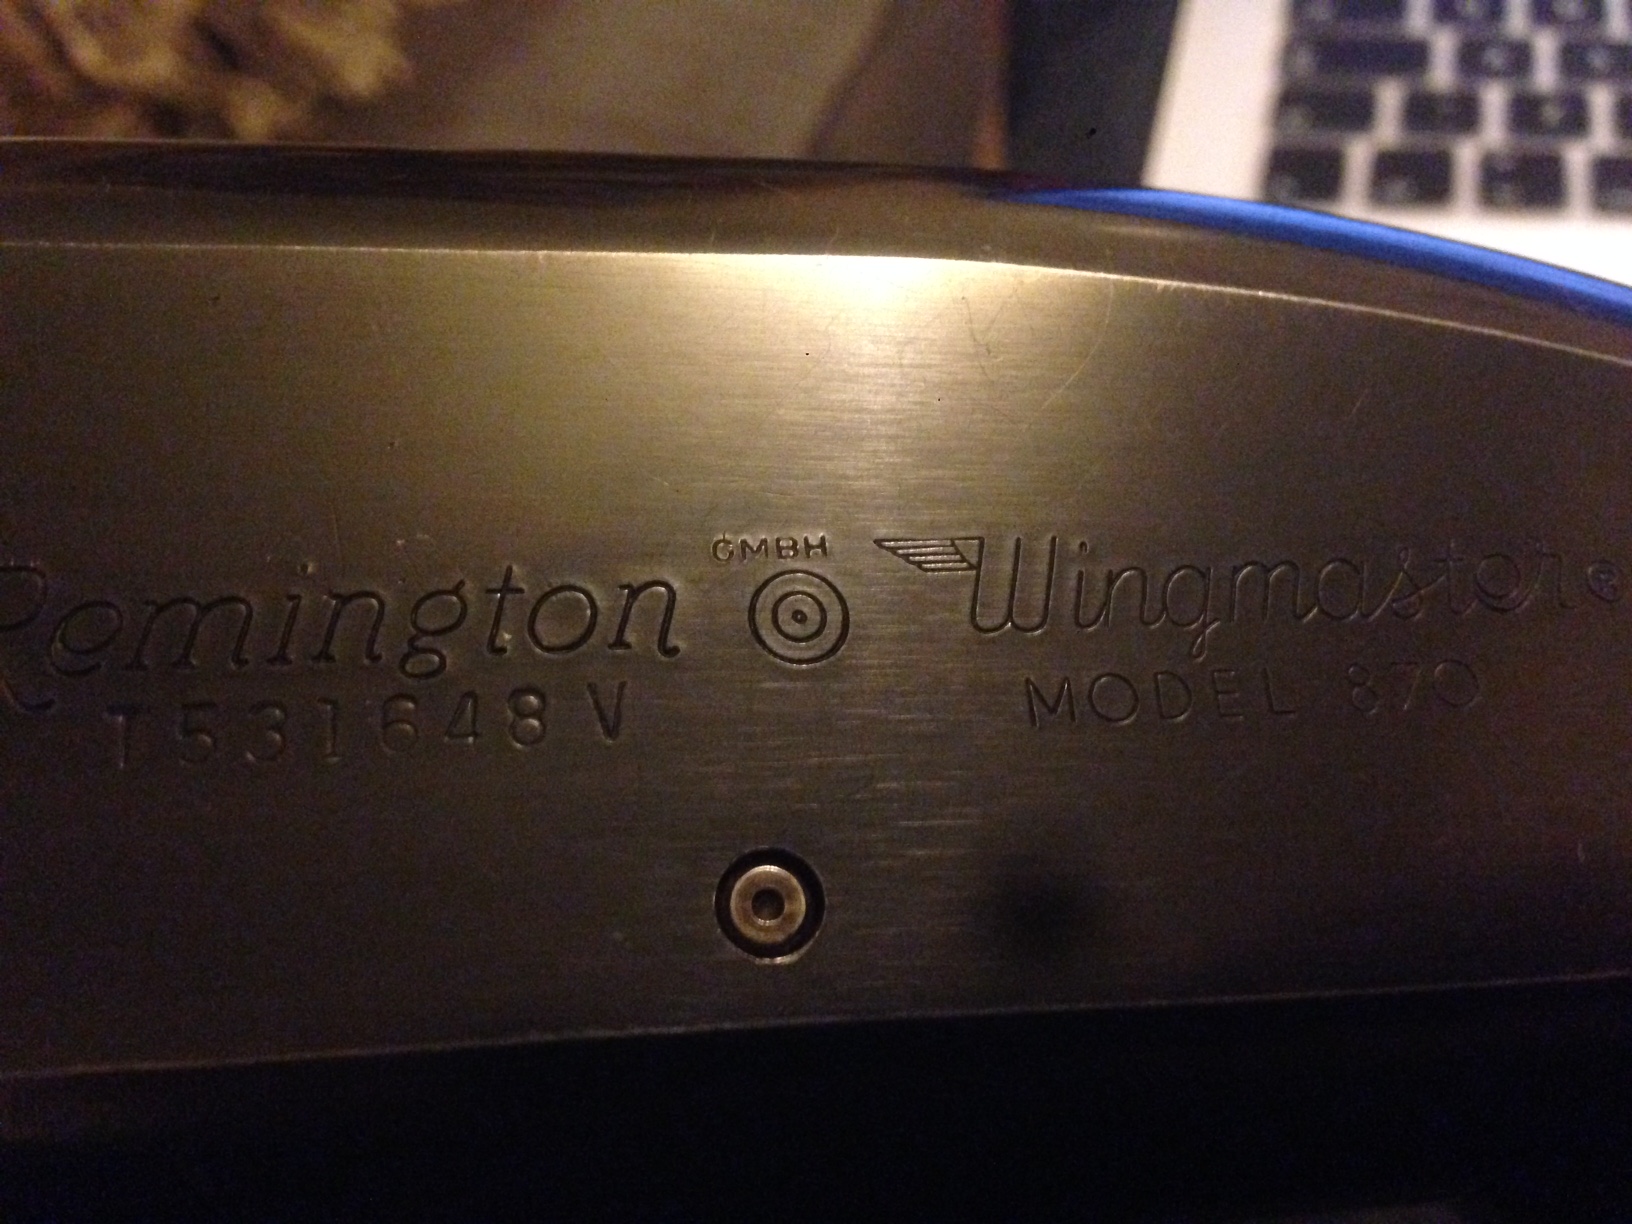 Remington GMBH Wingmaster®
T531648V MODEL 870